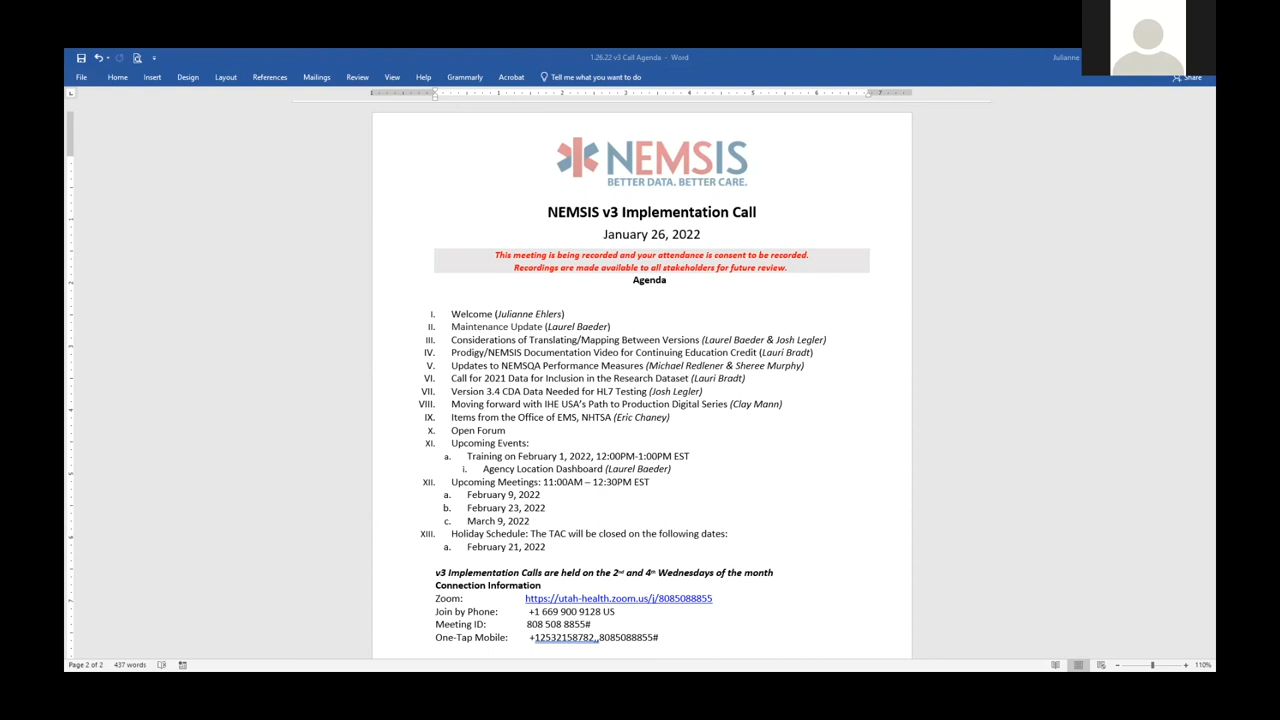 1.26.22 v3 Call Agenda - Word
Julianne
File Home Insert Design Layout References Mailings Review View Help Grammarly Acrobat Tell me what you want to do
Share
NEMSIS
BETTER DATA. BETTER CARE.
NEMSIS v3 Implementation Call
January 26, 2022
This meeting is being recorded and your attendance is consent to be recorded.
Recordings are made available to all stakeholders for future review.
Agenda
I. Welcome (Julianne Ehlers)
II. Maintenance Update (Laurel Baeder)
III. Considerations of Translating/Mapping Between Versions (Laurel Baeder & Josh Legler)
IV. Prodigy/NEMSIS Documentation Video for Continuing Education Credit (Lauri Bradt)
V. Updates to NEMSQA Performance Measures (Michael Redlener & Sheree Murphy)
VI. Call for 2021 Data for Inclusion in the Research Dataset (Lauri Bradt)
VII. Version 3.4 CDA Data Needed for HL7 Testing (Josh Legler)
VIII. Moving forward with IHE USA's Path to Production Digital Series (Clay Mann)
IX. Items from the Office of EMS, NHTSA (Eric Chaney)
X. Open Forum
XI. Upcoming Events:
a. Training on February 1, 2022, 12:00PM-1:00PM EST
i. Agency Location Dashboard (Laurel Baeder)
XII. Upcoming Meetings: 11:00AM – 12:30PM EST
a. February 9, 2022
b. February 23, 2022
c. March 9, 2022
XIII. Holiday Schedule: The TAC will be closed on the following dates:
a. February 21, 2022
v3 Implementation Calls are held on the 2nd and 4th Wednesdays of the month
Connection Information
Zoom: https://utah-health.zoom.us/j/8085088855
Join by Phone: +1 669 900 9128 US
Meeting ID: 808 508 8855#
One-Tap Mobile: +12532158782,,8085088855#
Page 2 of 2 437 words 110%